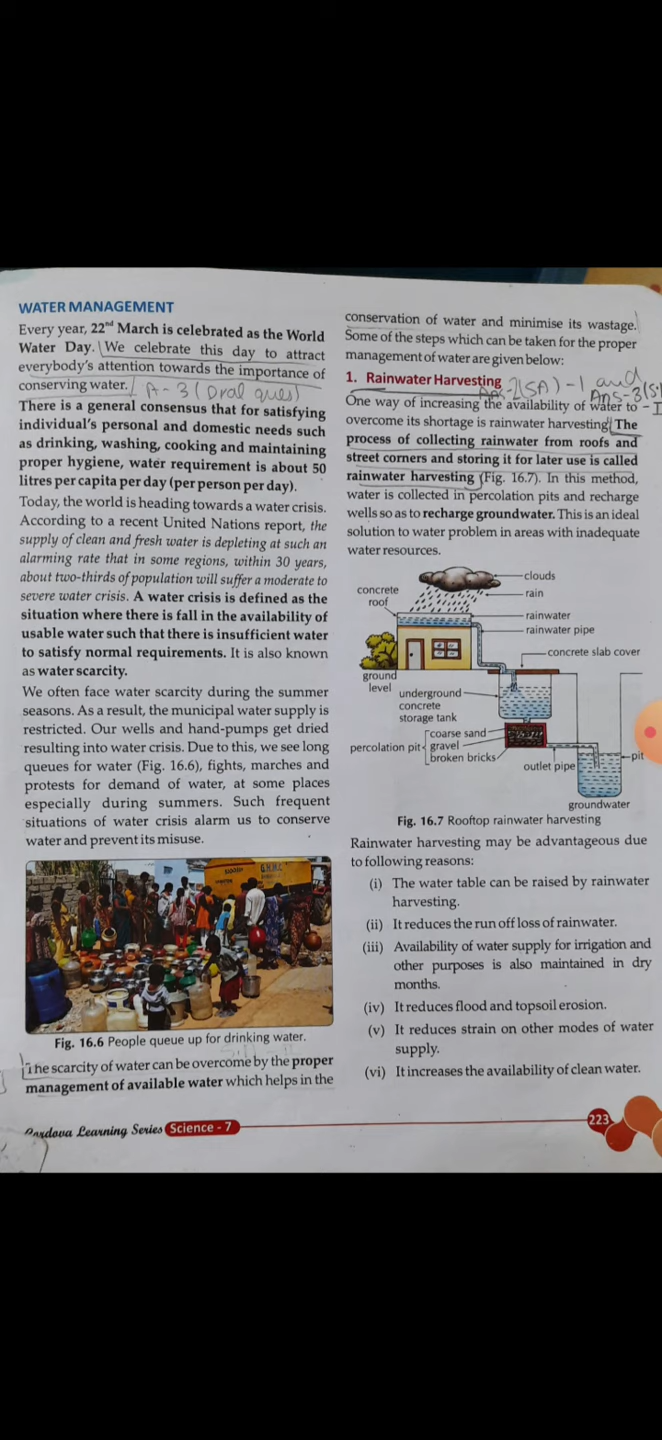 WATER MANAGEMENT
Every year, 22nd March is celebrated as the World
Water Day. We celebrate this day to attract
everybody's attention towards the importance of
conserving water. A-3 (Oral ques)
There is a general consensus that for satisfying
individual's personal and domestic needs such
as drinking, washing, cooking and maintaining
proper hygiene, water requirement is about 50
litres per capita per day (per person per day).
Today, the world is heading towards a water crisis.
According to a recent United Nations report, the
supply of clean and fresh water is depleting at such an
alarming rate that in some regions, within 30 years,
about two-thirds of population will suffer a moderate to
severe water crisis. A water crisis is defined as the
situation where there is fall in the availability of
usable water such that there is insufficient water
to satisfy normal requirements. It is also known
as water scarcity.
We often face water scarcity during the summer
seasons. As a result, the municipal water supply is
restricted. Our wells and hand-pumps get dried
resulting into water crisis. Due to this, we see long
queues for water (Fig. 16.6), fights, marches and
protests for demand of water, at some places
especially during summers. Such frequent
situations of water crisis alarm us to conserve
water and prevent its misuse.
Fig. 16.6 People queue up for drinking water.
The scarcity of water can be overcome by the proper
management of available water which helps in the
conservation of water and minimise its wastage.
Some of the steps which can be taken for the proper
management of water are given below:
1. Rainwater Harvesting Ans-2(SA)-1 and
Ans-3(S
One way of increasing the availability of water to - I
overcome its shortage is rainwater harvesting. The
process of collecting rainwater from roofs and
street corners and storing it for later use is called
rainwater harvesting (Fig. 16.7). In this method,
water is collected in percolation pits and recharge
wells so as to recharge groundwater. This is an ideal
solution to water problem in areas with inadequate
water resources.
clouds
concrete
roof
rain
rainwater
rainwater pipe
concrete slab cover
ground
level
underground
concrete
storage tank
percolation pit
coarse sand
gravel
broken bricks
outlet pipe
pit
groundwater
Fig. 16.7 Rooftop rainwater harvesting
Rainwater harvesting may be advantageous due
to following reasons:
(i) The water table can be raised by rainwater
harvesting.
(ii) It reduces the run off loss of rainwater.
(iii) Availability of water supply for irrigation and
other purposes is also maintained in dry
months.
(iv) It reduces flood and topsoil erosion.
(v) It reduces strain on other modes of water
supply.
(vi) It increases the availability of clean water.
Cordova Learning Series Science - 7
223